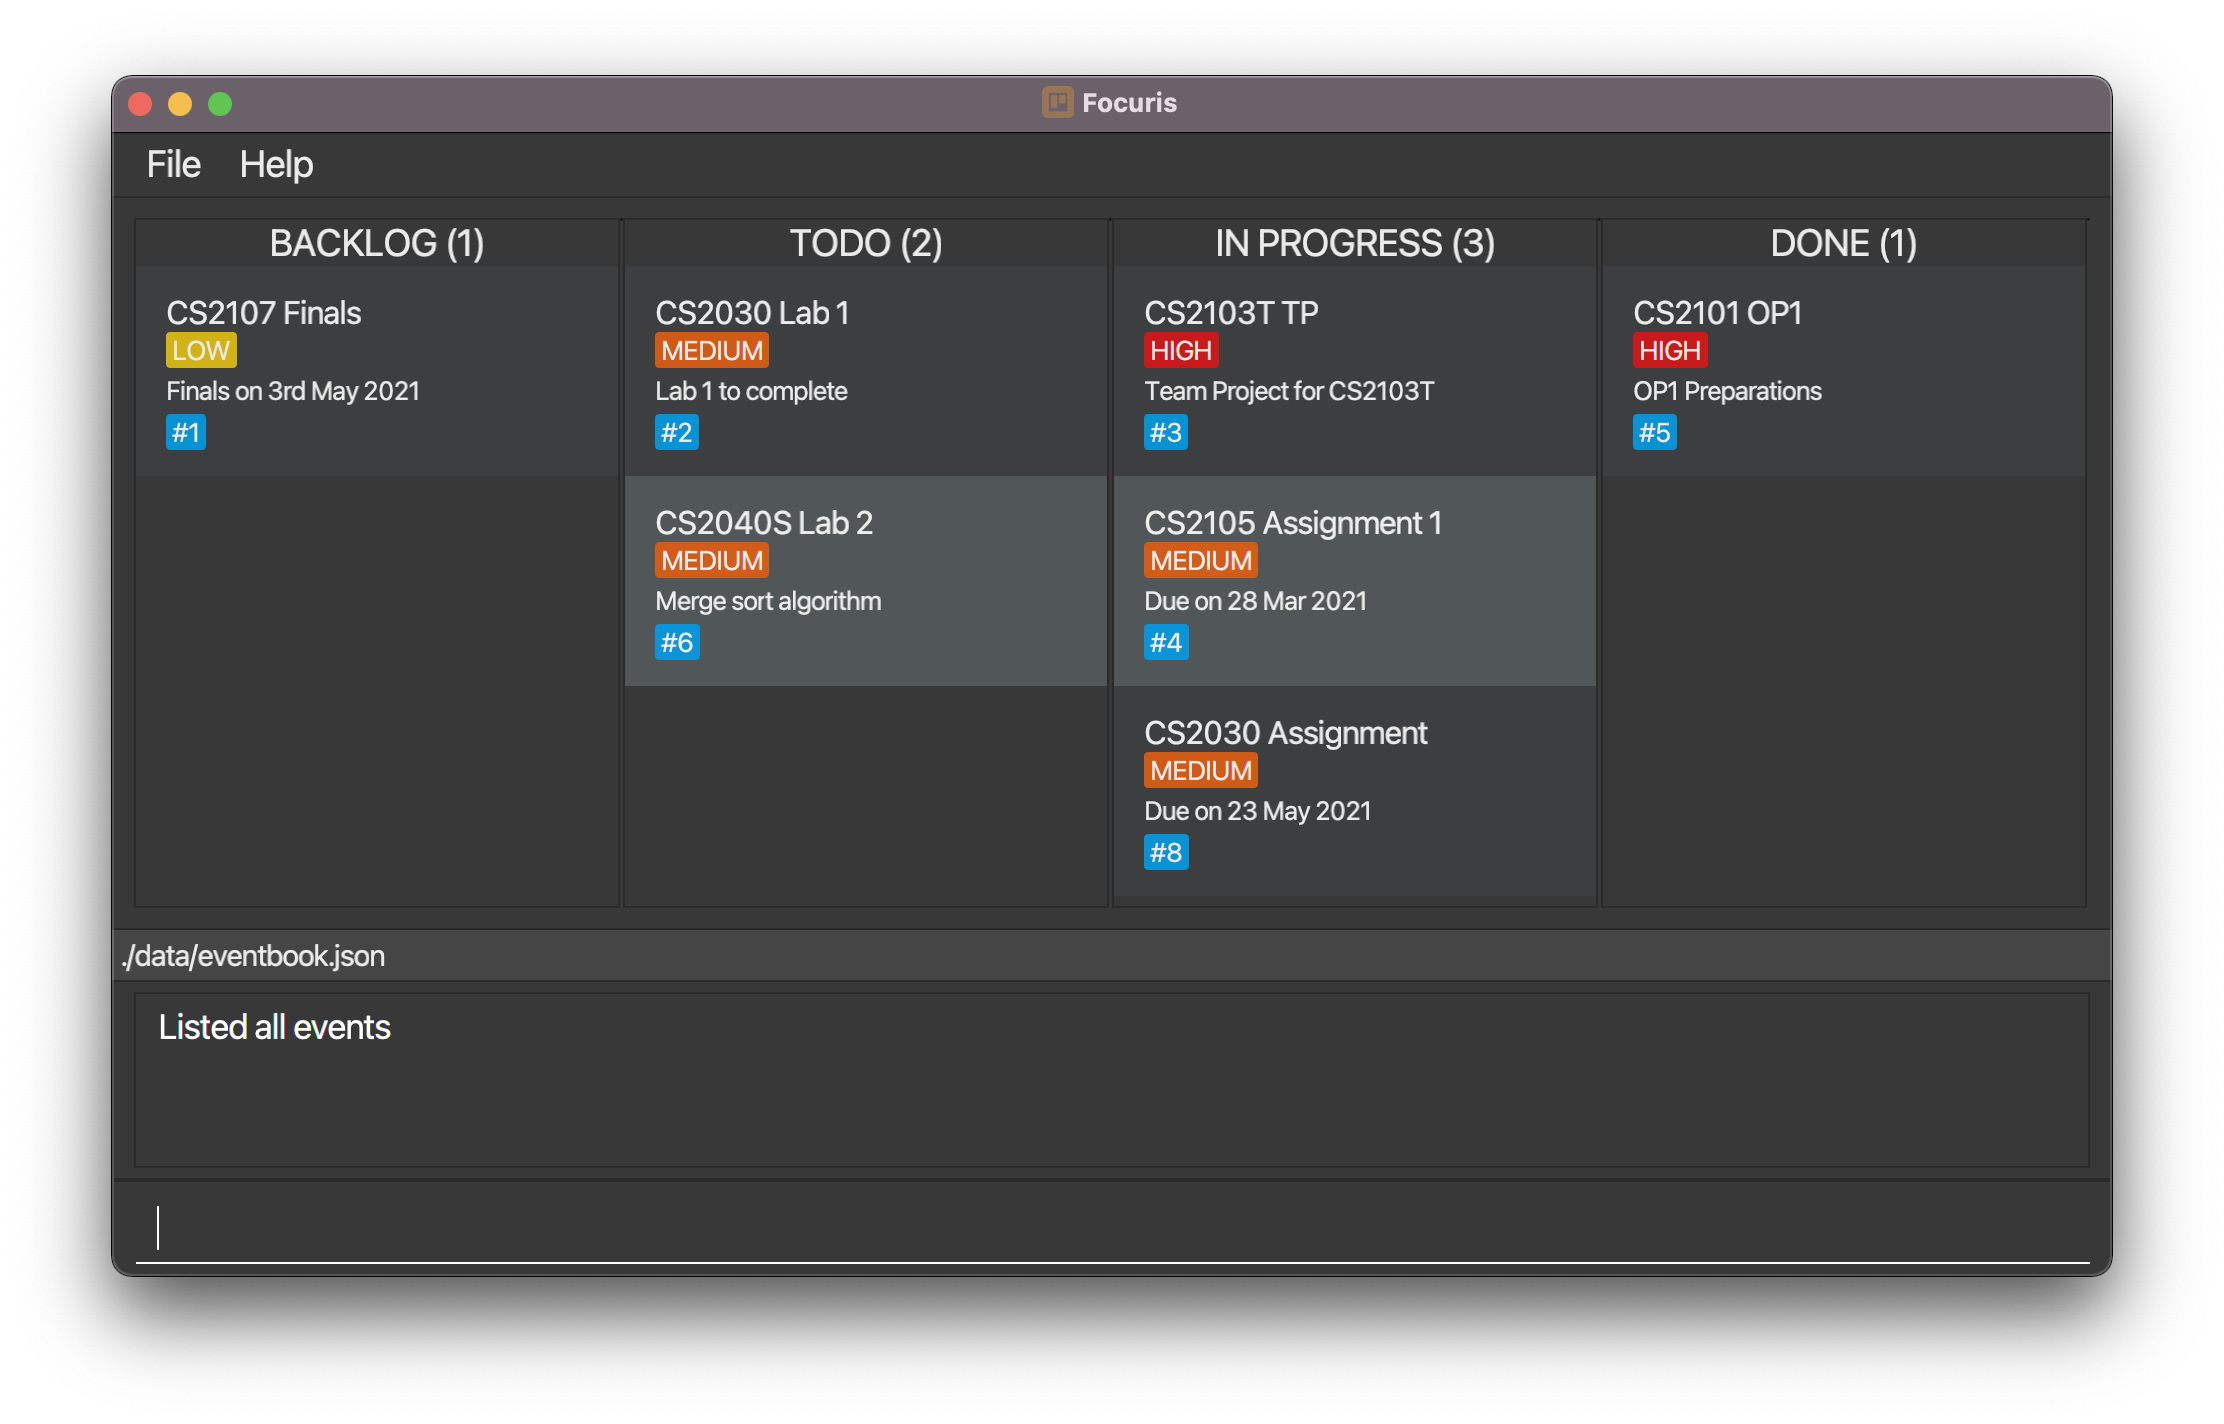 Focuris
File Help
BACKLOG (1)
CS2107 Finals
LOW
Finals on 3rd May 2021
#1
TODO (2)
CS2030 Lab 1
MEDIUM
Lab 1 to complete
#2
CS2040S Lab 2
MEDIUM
Merge sort algorithm
#6
IN PROGRESS (3)
CS2103T TP
HIGH
Team Project for CS2103T
#3
CS2105 Assignment 1
MEDIUM
Due on 28 Mar 2021
#4
CS2030 Assignment
MEDIUM
Due on 23 May 2021
#8
DONE (1)
CS2101 OP1
HIGH
OP1 Preparations
#5
./data/eventbook.json
Listed all events